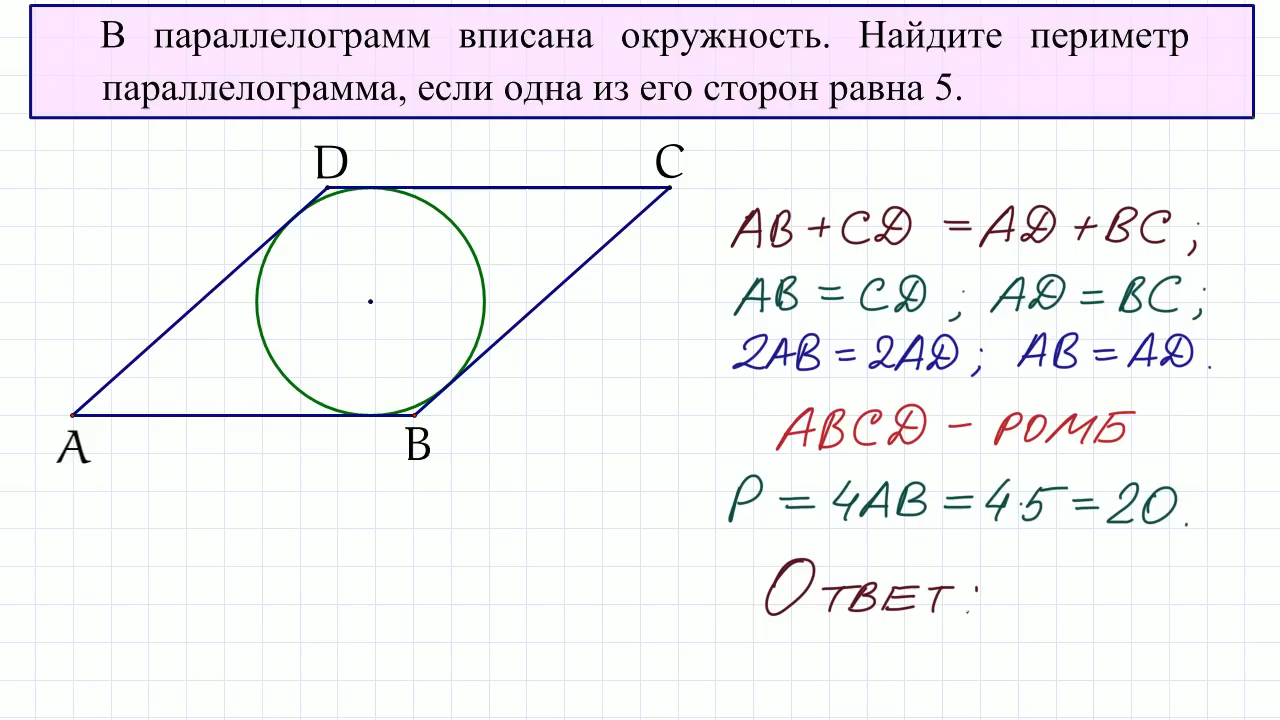 В параллелограмм вписана окружность. Найдите периметр
параллелограмма, если одна из его сторон равна 5.
D
C
A
B
AB + CD = AD + BC ;
AB = CD ; AD = BC ;
2AB = 2AD ; AB = AD .
ABCD – РОМБ
P = 4AB = 4·5 = 20 .
ОТВЕТ :